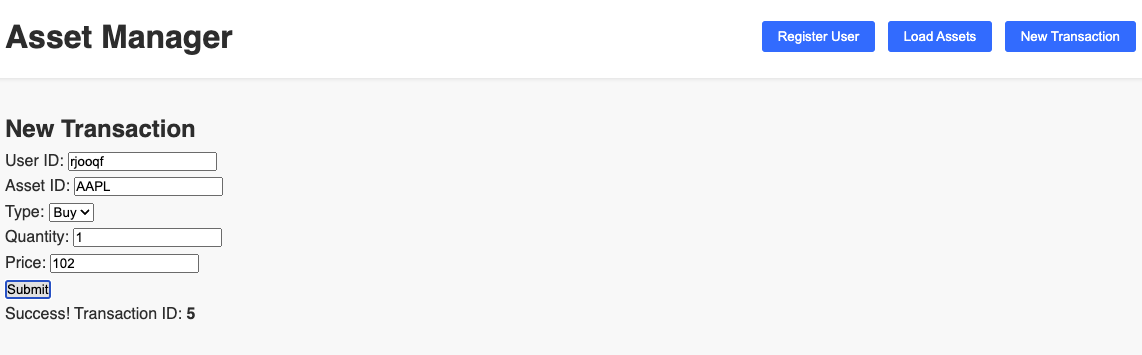 Asset Manager
Register User
Load Assets
New Transaction
New Transaction
User ID: rjooqf
Asset ID: AAPL
Type: Buy
Quantity: 1
Price: 102
Submit
Success! Transaction ID: 5